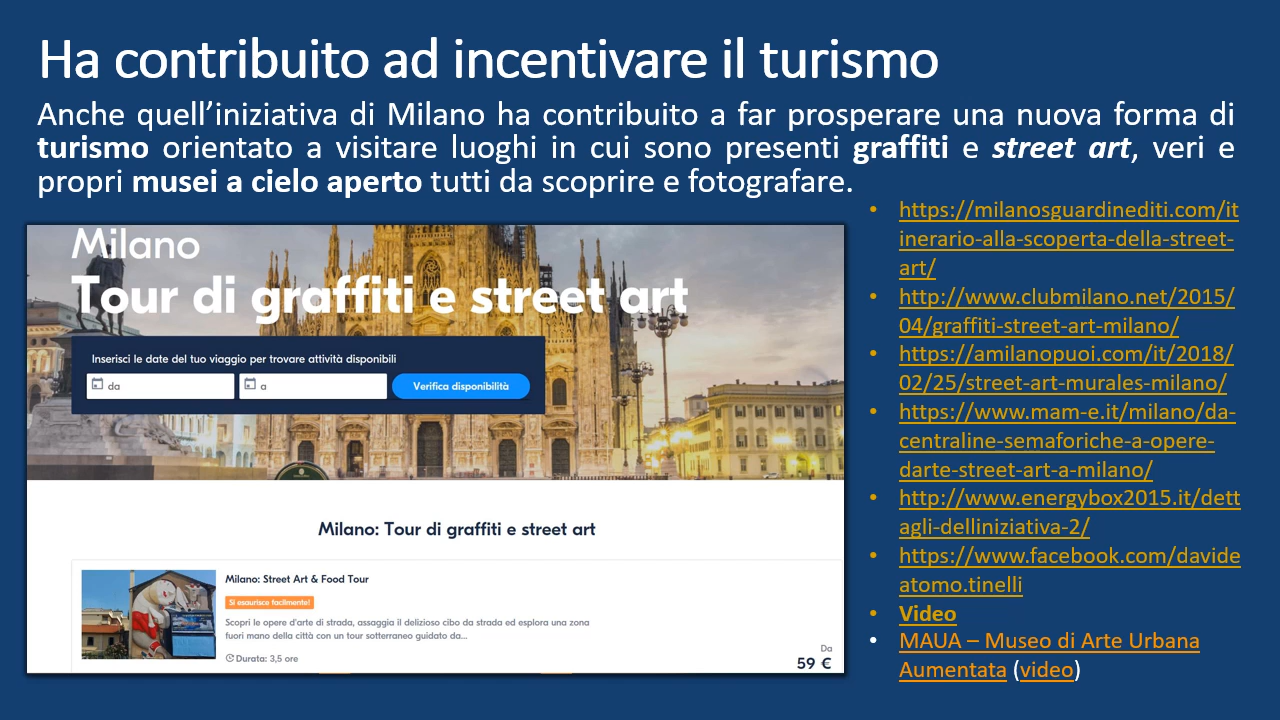 Ha contribuito ad incentivare il turismo
Anche quell’iniziativa di Milano ha contribuito a far prosperare una nuova forma di
turismo orientato a visitare luoghi in cui sono presenti graffiti e street art, veri e
propri musei a cielo aperto tutti da scoprire e fotografare.
Milano
Tour di graffiti e street art
Inserisci le date del tuo viaggio per trovare attività disponibili
da
a
Verifica disponibilità
Milano: Tour di graffiti e street art
Milano: Street Art & Food Tour
Si esaurisce facilmente!
Scopri le opere d'arte di strada, assaggia il delizioso cibo da strada ed esplora una zona
fuori mano della città con un tour sotterraneo guidato da...
Durata: 3,5 ore
Da
59 €
• https://milanosguardinediti.com/it
inerario-alla-scoperta-della-street-
art/
• http://www.clubmilano.net/2015/
04/graffiti-street-art-milano/
• https://amilanopuoi.com/it/2018/
02/25/street-art-murales-milano/
• https://www.mam-e.it/milano/da-
centraline-semaforiche-a-opere-
darte-street-art-a-milano/
• http://www.energybox2015.it/dett
agli-delliniziativa-2/
• https://www.facebook.com/davide
atomo.tinelli
• Video
• MAUA – Museo di Arte Urbana
Aumentata (video)